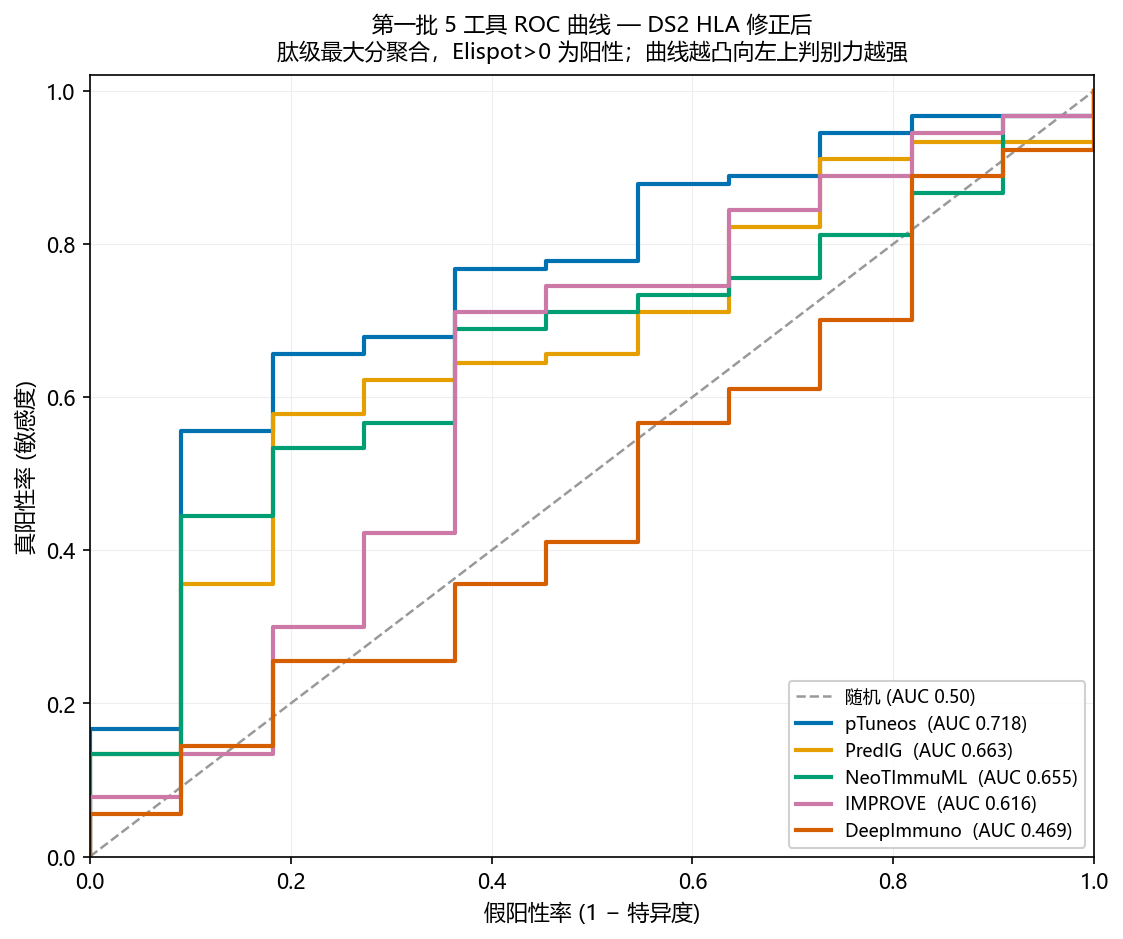 第一批 5 工具 ROC 曲线 — DS2 HLA 修正后
肽级最大分聚合，Elispot>0 为阳性；曲线越凸向左上判别力越强
1.0
0.8
0.6
0.4
0.2
0.0
真阳性率 (敏感度)
随机 (AUC 0.50)
pTuneos (AUC 0.718)
PredIG (AUC 0.663)
NeoTImmuML (AUC 0.655)
IMPROVE (AUC 0.616)
DeepImmuno (AUC 0.469)
0.0 0.2 0.4 0.6 0.8 1.0
假阳性率 (1 − 特异度)